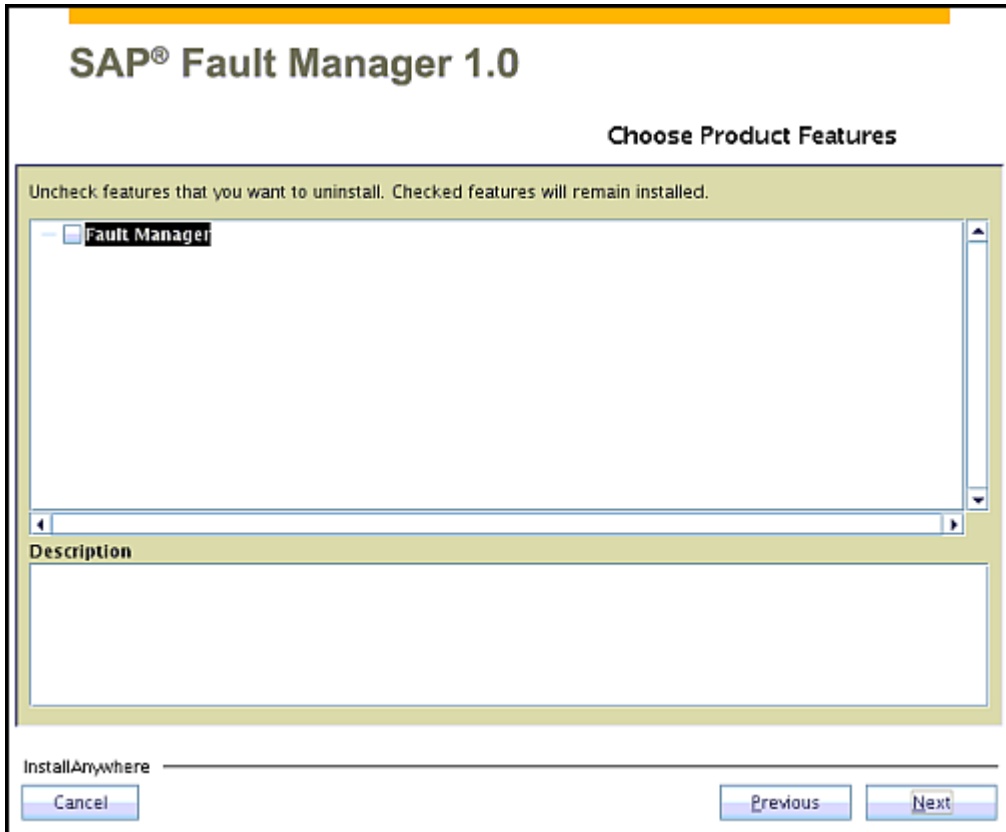 SAP® Fault Manager 1.0
Choose Product Features
Uncheck features that you want to uninstall. Checked features will remain installed.
Fault Manager
Description
InstallAnywhere
Cancel
Previous
Next